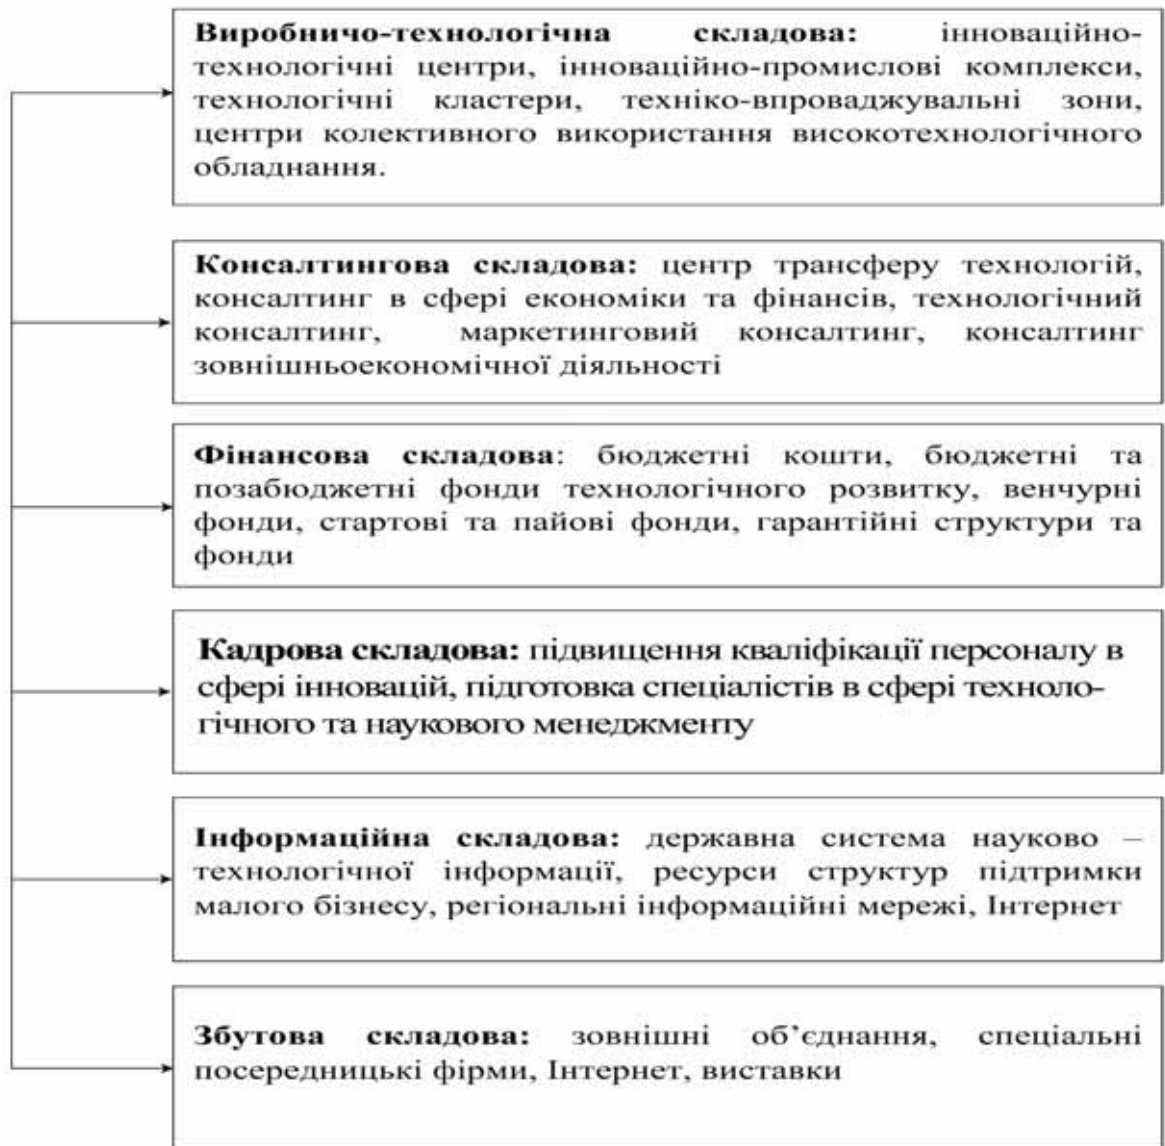 Виробничо-технологічна складова: інноваційно-
технологічні центри, інноваційно-промислові комплекси,
технологічні кластери, техніко-впроваджувальні зони,
центри колективного використання високотехнологічного
обладнання.
Консалтингова складова: центр трансферу технологій,
консалтинг в сфері економіки та фінансів, технологічний
консалтинг, маркетинговий консалтинг, консалтинг
зовнішньоекономічної діяльності
Фінансова складова: бюджетні кошти, бюджетні та
позабюджетні фонди технологічного розвитку, венчурні
фонди, стартові та пайові фонди, гарантійні структури та
фонди
Кадрова складова: підвищення кваліфікації персоналу в
сфері інновацій, підготовка спеціалістів в сфері техноло-
гічного та наукового менеджменту
Інформаційна складова: державна система науково –
технологічної інформації, ресурси структур підтримки
малого бізнесу, регіональні інформаційні мережі, Інтернет
Збутова складова: зовнішні об’єднання, спеціальні
посередницькі фірми, Інтернет, виставки